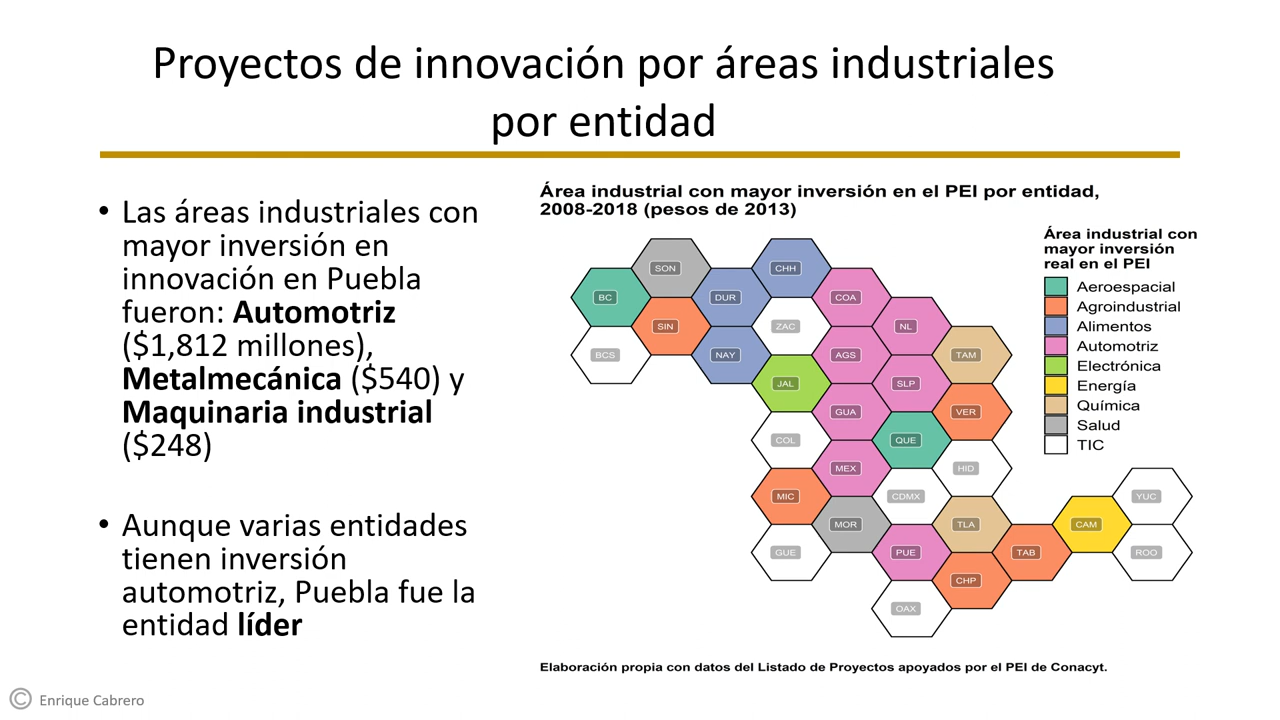 Proyectos de innovación por áreas industriales
por entidad
• Las áreas industriales con
mayor inversión en
innovación en Puebla
fueron: Automotriz
($1,812 millones),
Metalmecánica ($540) y
Maquinaria industrial
($248)
• Aunque varias entidades
tienen inversión
automotriz, Puebla fue la
entidad líder
Área industrial con mayor inversión en el PEI por entidad,
2008-2018 (pesos de 2013)
SON
CHH
BC
DUR
COA
SIN
ZAC
NL
BCS
NAY
AGS
TAM
JAL
SLP
GUA
VER
COL
QUE
MEX
HID
MIC
CDMX
YUC
MOR
TLA
CAM
GUE
PUE
TAB
ROO
CHP
OAX
Área industrial con
mayor inversión
real en el PEI
Aeroespacial
Agroindustrial
Alimentos
Automotriz
Electrónica
Energía
Química
Salud
TIC
Elaboración propia con datos del Listado de Proyectos apoyados por el PEI de Conacyt.
© Enrique Cabrero